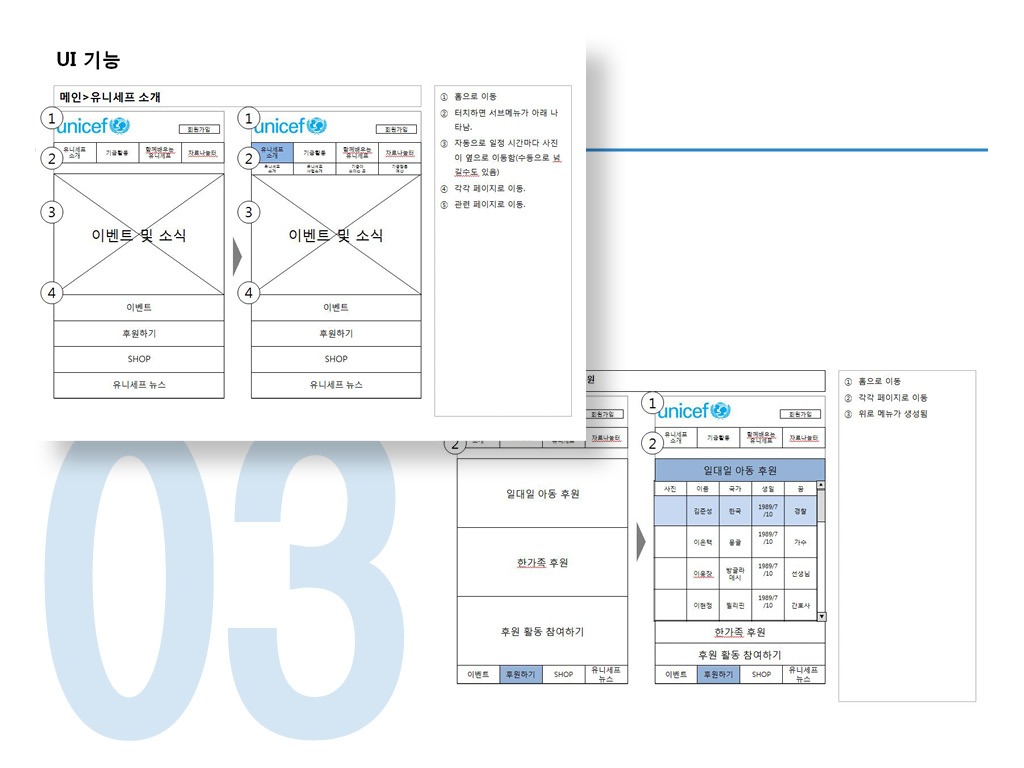 UI 기능
메인>유니세프 소개
1
unicef
회원가입
2
유니세프
소개
기금활동
함께배우는
유니세프
자료나눔터
3
이벤트 및 소식
4
이벤트
후원하기
SHOP
유니세프 뉴스
1
unicef
회원가입
2
유니세프
소개
기금활동
함께배우는
유니세프
자료나눔터
유니세프
소개
유니세프
3
이벤트 및 소식
4
이벤트
후원하기
SHOP
유니세프 뉴스
① 홈으로 이동
② 터치하면 서브메뉴가 아래 나
타남.
③ 자동으로 일정 시간마다 사진
이 옆으로 이동함(수동으로 넘
길수도 있음)
④ 각각 페이지로 이동.
⑤ 관련 페이지로 이동.
03
원
회원가입
2
자료나눔터
일대일 아동 후원
한가족 후원
후원 활동 참여하기
이벤트
후원하기
SHOP
유니세프
뉴스
1
unicef
회원가입
2
유니세프
소개
기금활동
함께배우는
유니세프
자료나눔터
일대일 아동 후원
사진 이름 국가 생일 꿈
김준성 한국 1989/7/10 경찰
이은택 몽골 1989/7/10 가수
이웅장 방글라데시 1989/7/10 선생님
이현정 필리핀 1989/7/10 간호사
한가족 후원
후원 활동 참여하기
이벤트
후원하기
SHOP
유니세프
뉴스
① 홈으로 이동
② 각각 페이지로 이동
③ 위로 메뉴가 생성됨